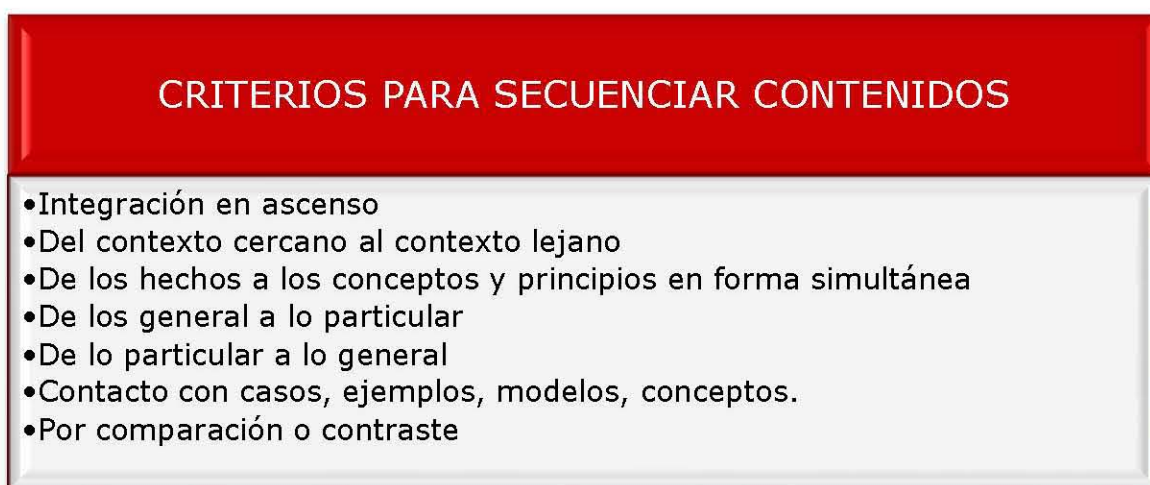 CRITERIOS PARA SECUENCIAR CONTENIDOS
•Integración en ascenso
•Del contexto cercano al contexto lejano
•De los hechos a los conceptos y principios en forma simultánea
•De los general a lo particular
•De lo particular a lo general
•Contacto con casos, ejemplos, modelos, conceptos.
•Por comparación o contraste